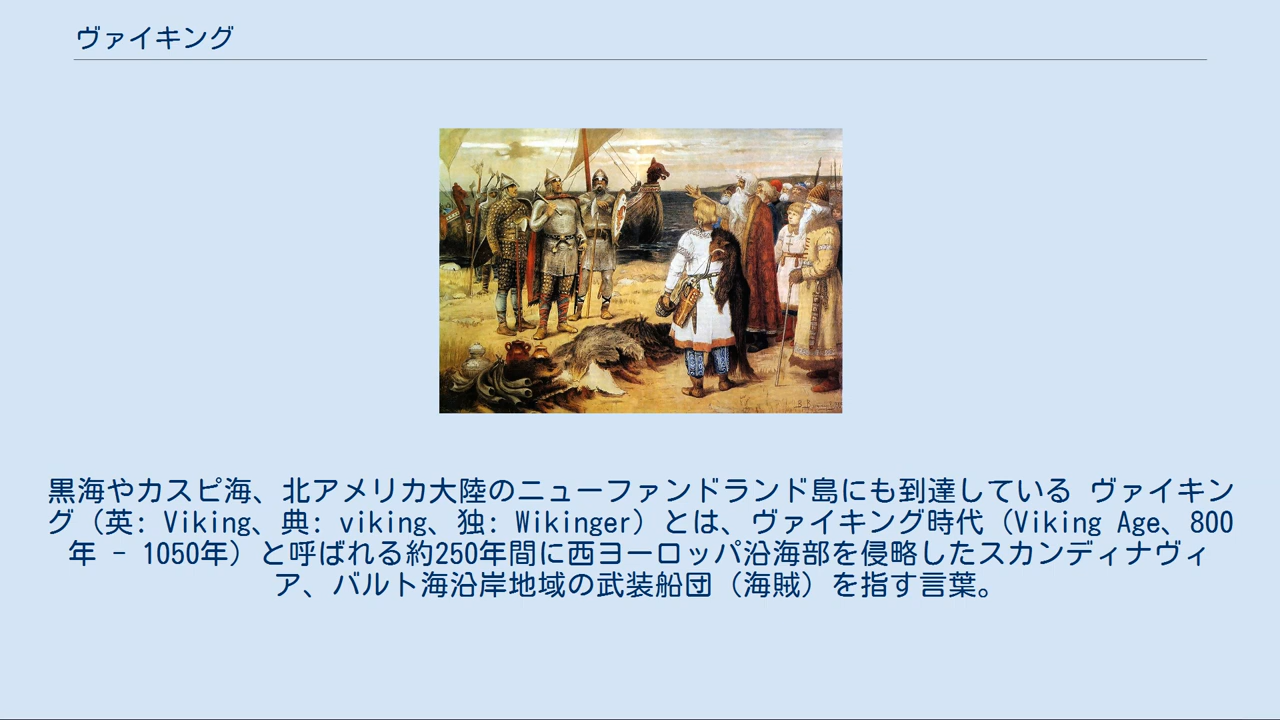 ヴァイキング
黒海やカスピ海、北アメリカ大陸のニューファンドランド島にも到達している ヴァイキン
グ（英: Viking、典: viking、独: Wikinger）とは、ヴァイキング時代（Viking Age、800
年 - 1050年）と呼ばれる約250年間に西ヨーロッパ沿海部を侵略したスカンディナヴィ
ア、バルト海沿岸地域の武装船団（海賊）を指す言葉。